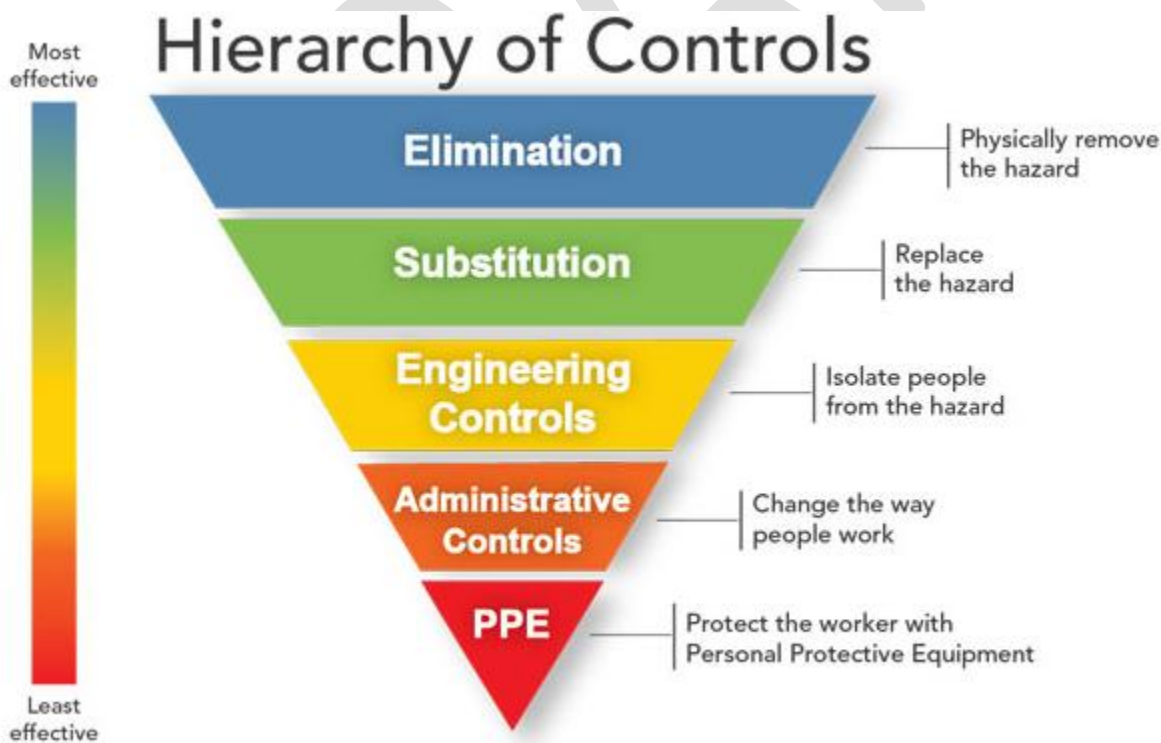 Hierarchy of Controls
Most
effective
Elimination
Physically remove
the hazard
Substitution
Replace
the hazard
Engineering
Controls
Isolate people
from the hazard
Administrative
Controls
Change the way
people work
PPE
Protect the worker with
Personal Protective Equipment
Least
effective